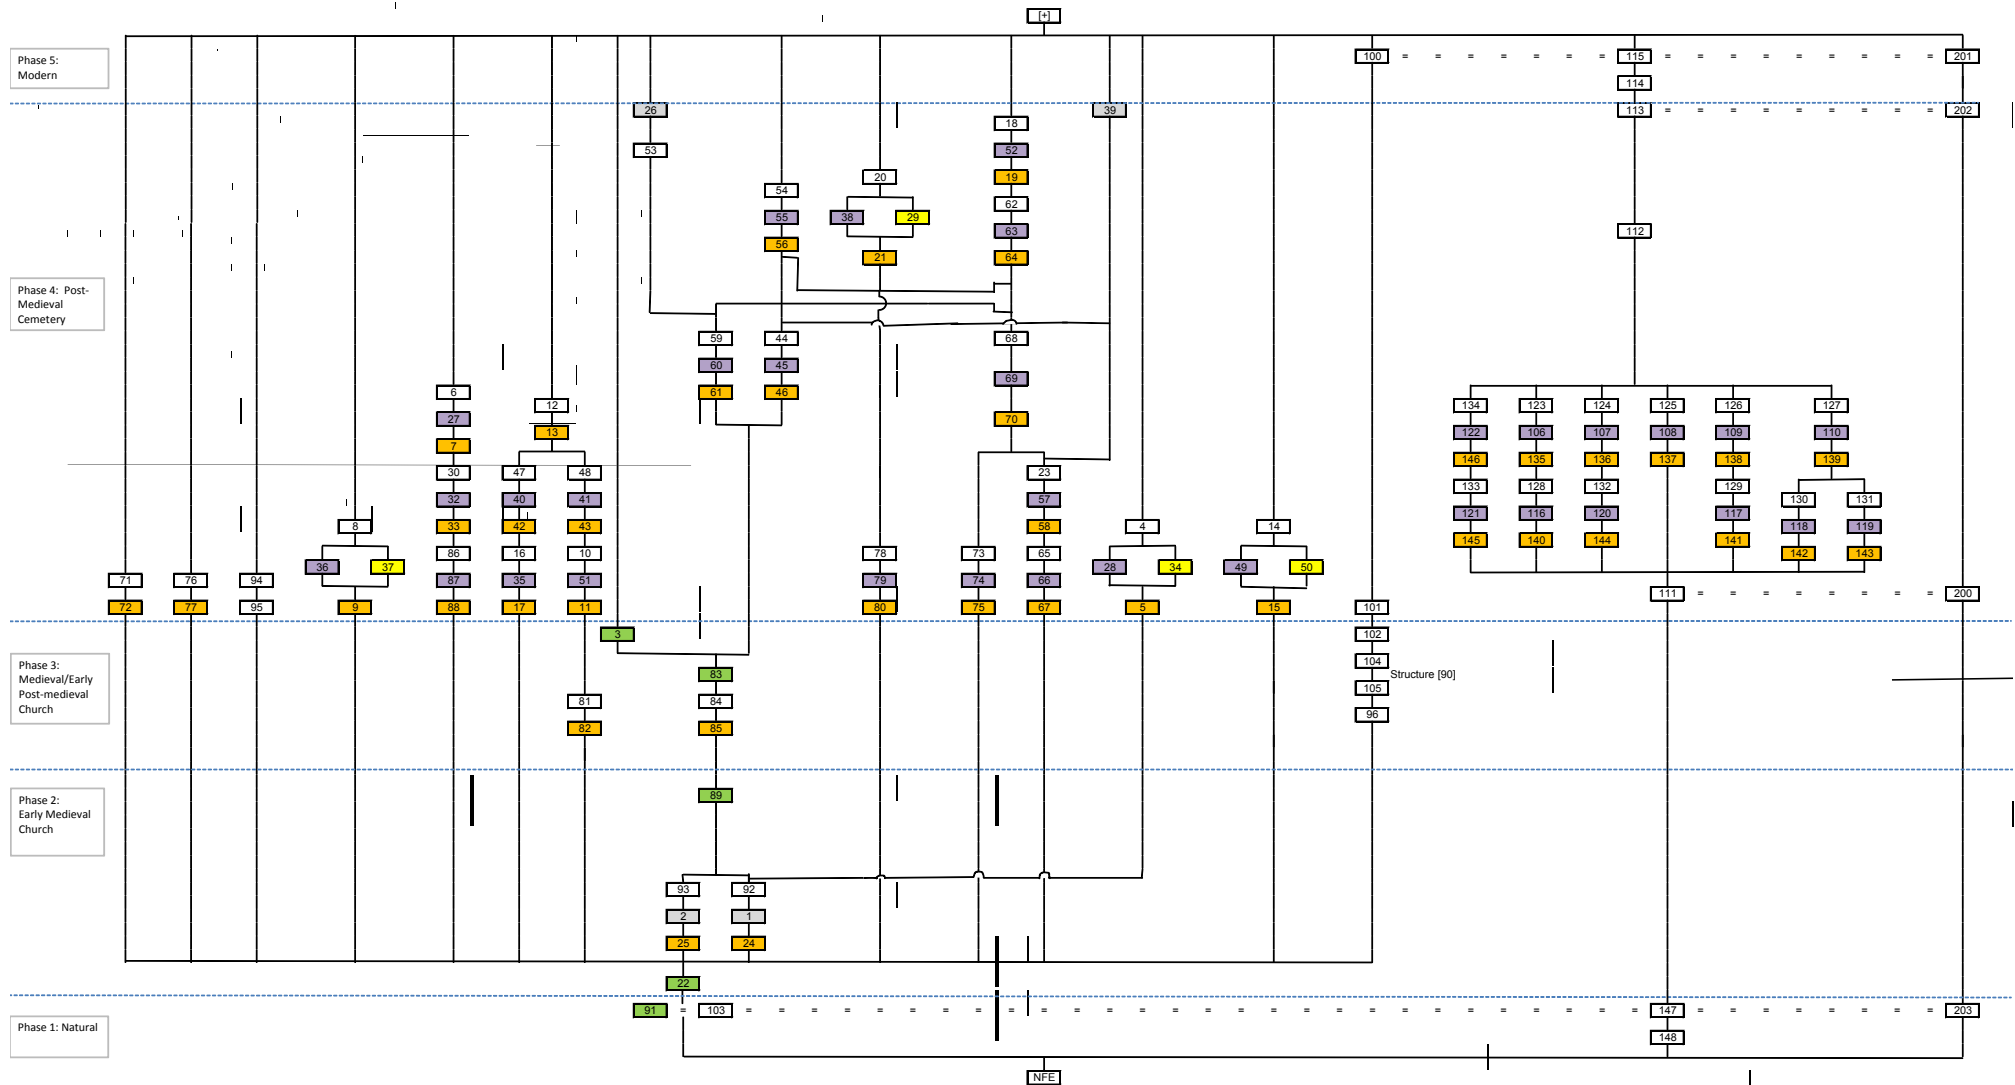 [+]
Phase 5:
Modern
100 = = = = = = = 115 = = = = = = = = = 201
114
26 39 113 = = = = = = = = = 202
18
53 52
20 19
54 62
55 38 29 63 112
56 21 64
Phase 4: Post-
Medieval
Cemetery
59 44 68
60 45 69
6 61 46
12 134 123 124 125 126 127
27 70
13 122 106 107 108 109 110
7 146 135 136 137 138 139
30 47 48 23 133 128 132 129
32 40 41 57 130 131
121 116 120 117
8 33 42 43 58 4 14 118 119
145 140 144 141
86 16 10 78 73 65 142 143
36 37 28 34 49 50
71 76 94 87 35 51 79 74 66
111 = = = = = = = = 200
72 77 95 9 88 17 11 80 75 67 5 15 101
3 102
Phase 3:
Medieval/Early
Post-medieval
Church
104
83 Structure [90]
105
81 84
96
82 85
Phase 2:
Early Medieval
Church
89
93 92
2 1
25 24
22
91 = 103 = = = = = = = = = = = = = = = = = = = = = = = = = = = = 147 = = = = = = = = 203
Phase 1: Natural
148
NFE